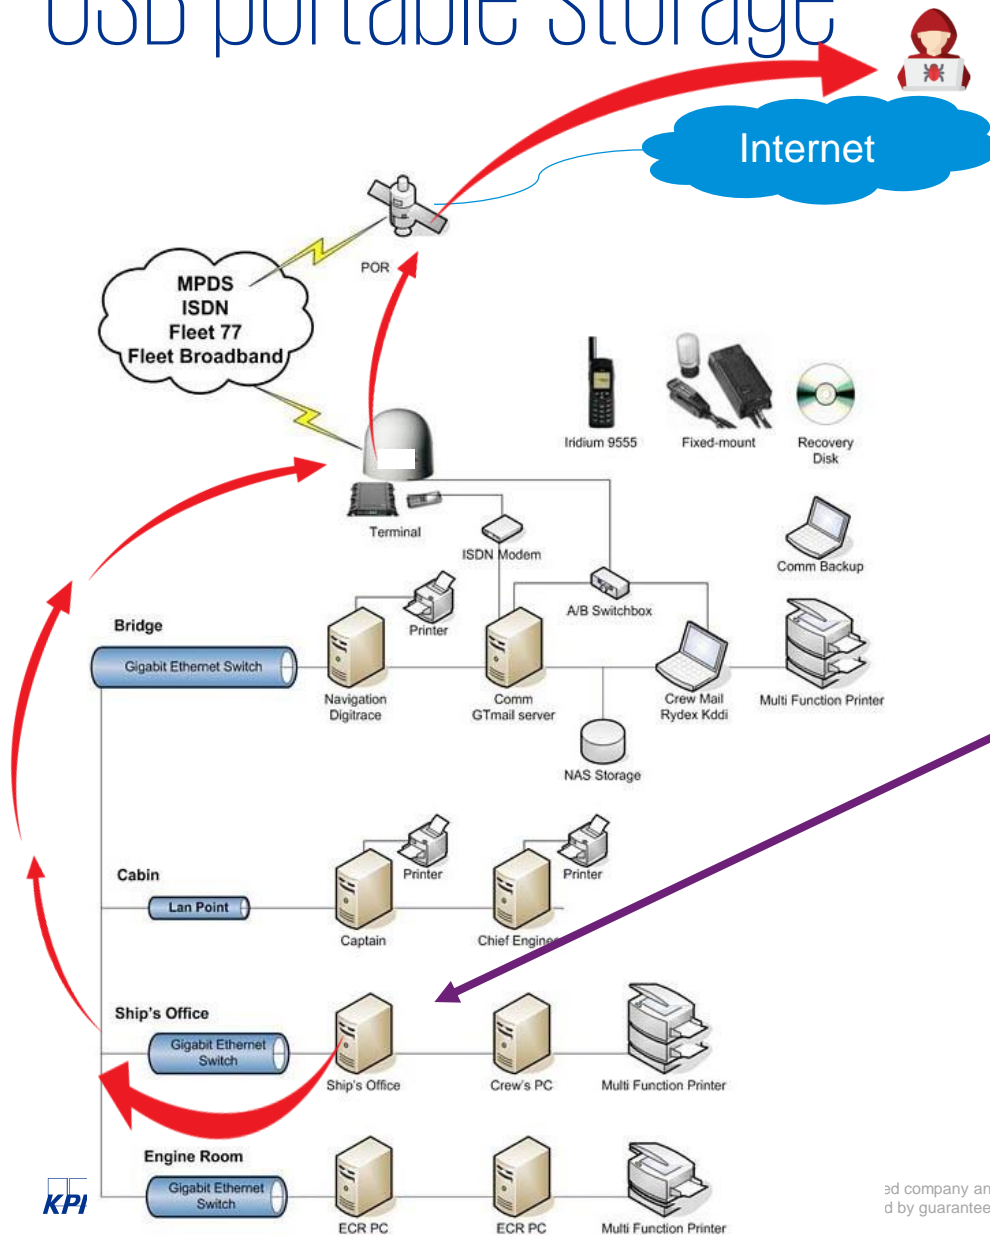 USB portable storage
Internet
POR
MPDS
ISDN
Fleet 77
Fleet Broadband
Iridium 9555
Fixed-mount
Recovery
Disk
Terminal
ISDN Modem
Comm Backup
A/B Switchbox
Printer
Bridge
Gigabit Ethernet Switch
Navigation
Digitrace
Comm
GTmail server
Crew Mail
Rydex Kddi
Multi Function Printer
NAS Storage
Cabin
Lan Point
Printer
Printer
Captain
Chief Engineer
Ship's Office
Gigabit Ethernet
Switch
Ship's Office
Crew's PC
Multi Function Printer
Engine Room
Gigabit Ethernet
Switch
ECR PC
ECR PC
Multi Function Printer
company
by guarantee